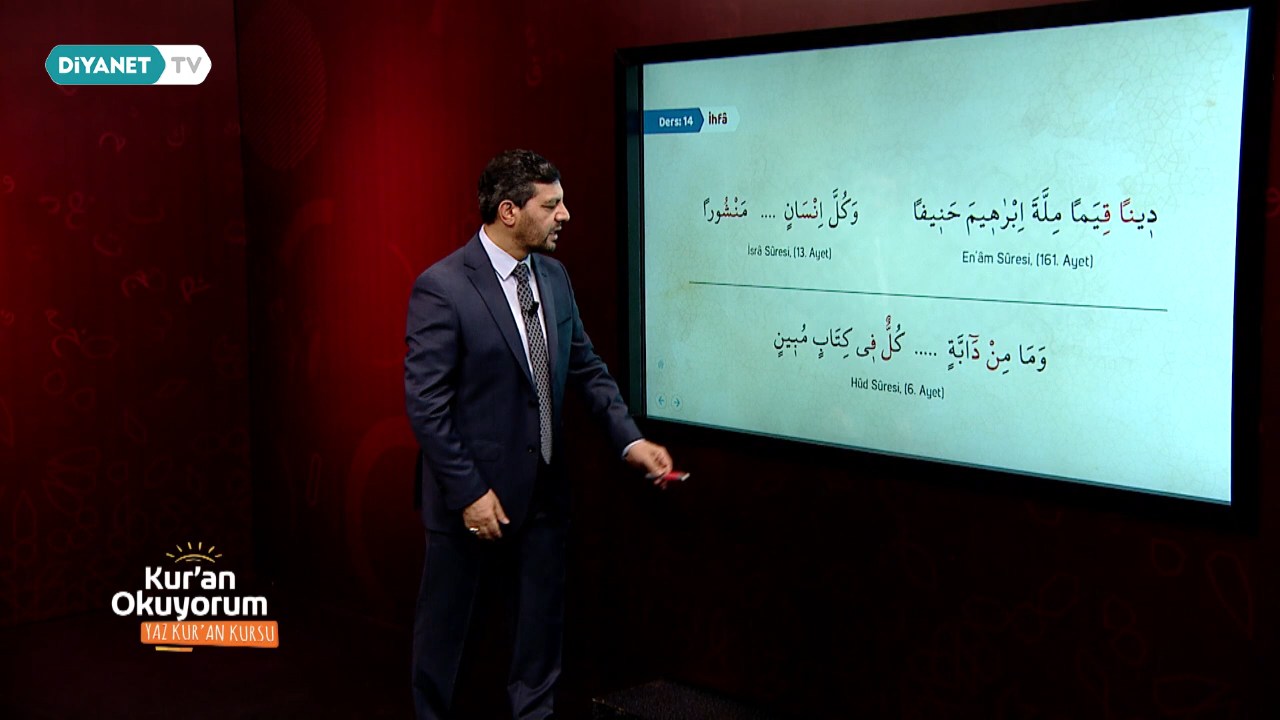 DİYANET TV
Ders: 14 İhfâ
دٖينًا قِيَمًا مِلَّةَ اِبْرٰهٖيمَ حَنٖيفًا
En'âm Sûresi, (161. Ayet)
وَكُلَّ اِنْسَانٍ .... مَنْشُورًا
İsrâ Sûresi, (13. Ayet)
وَمَا مِنْ دَٓابَّةٍ ..... كُلٌّ فٖى كِتَابٍ مُبٖينٍ
Hûd Sûresi, (6. Ayet)
Kur'an
Okuyorum
YAZ KUR'AN KURSU